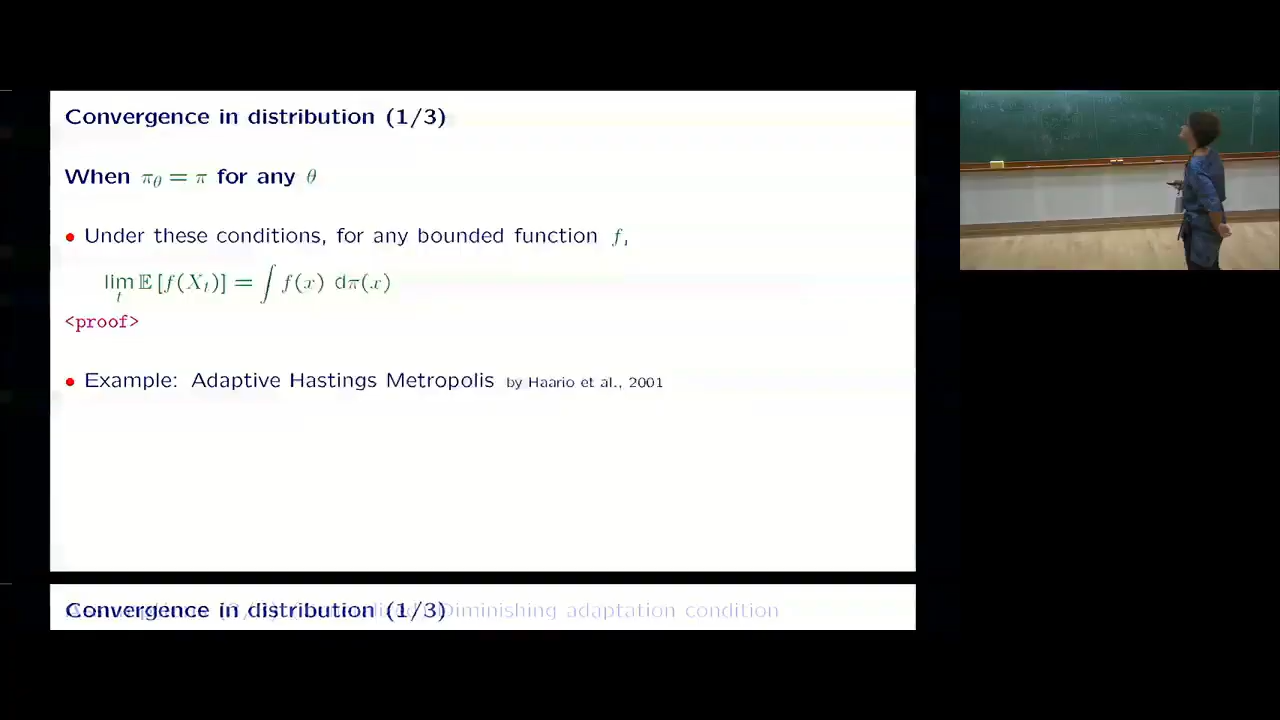 Convergence in distribution (1/3)
When π_θ = π for any θ
• Under these conditions, for any bounded function f,
lim_t 𝔼 [f(X_t)] = ∫ f(x) dπ(x)
<proof>
• Example: Adaptive Hastings Metropolis by Haario et al., 2001
Convergence in distribution (1/3) Diminishing adaptation condition